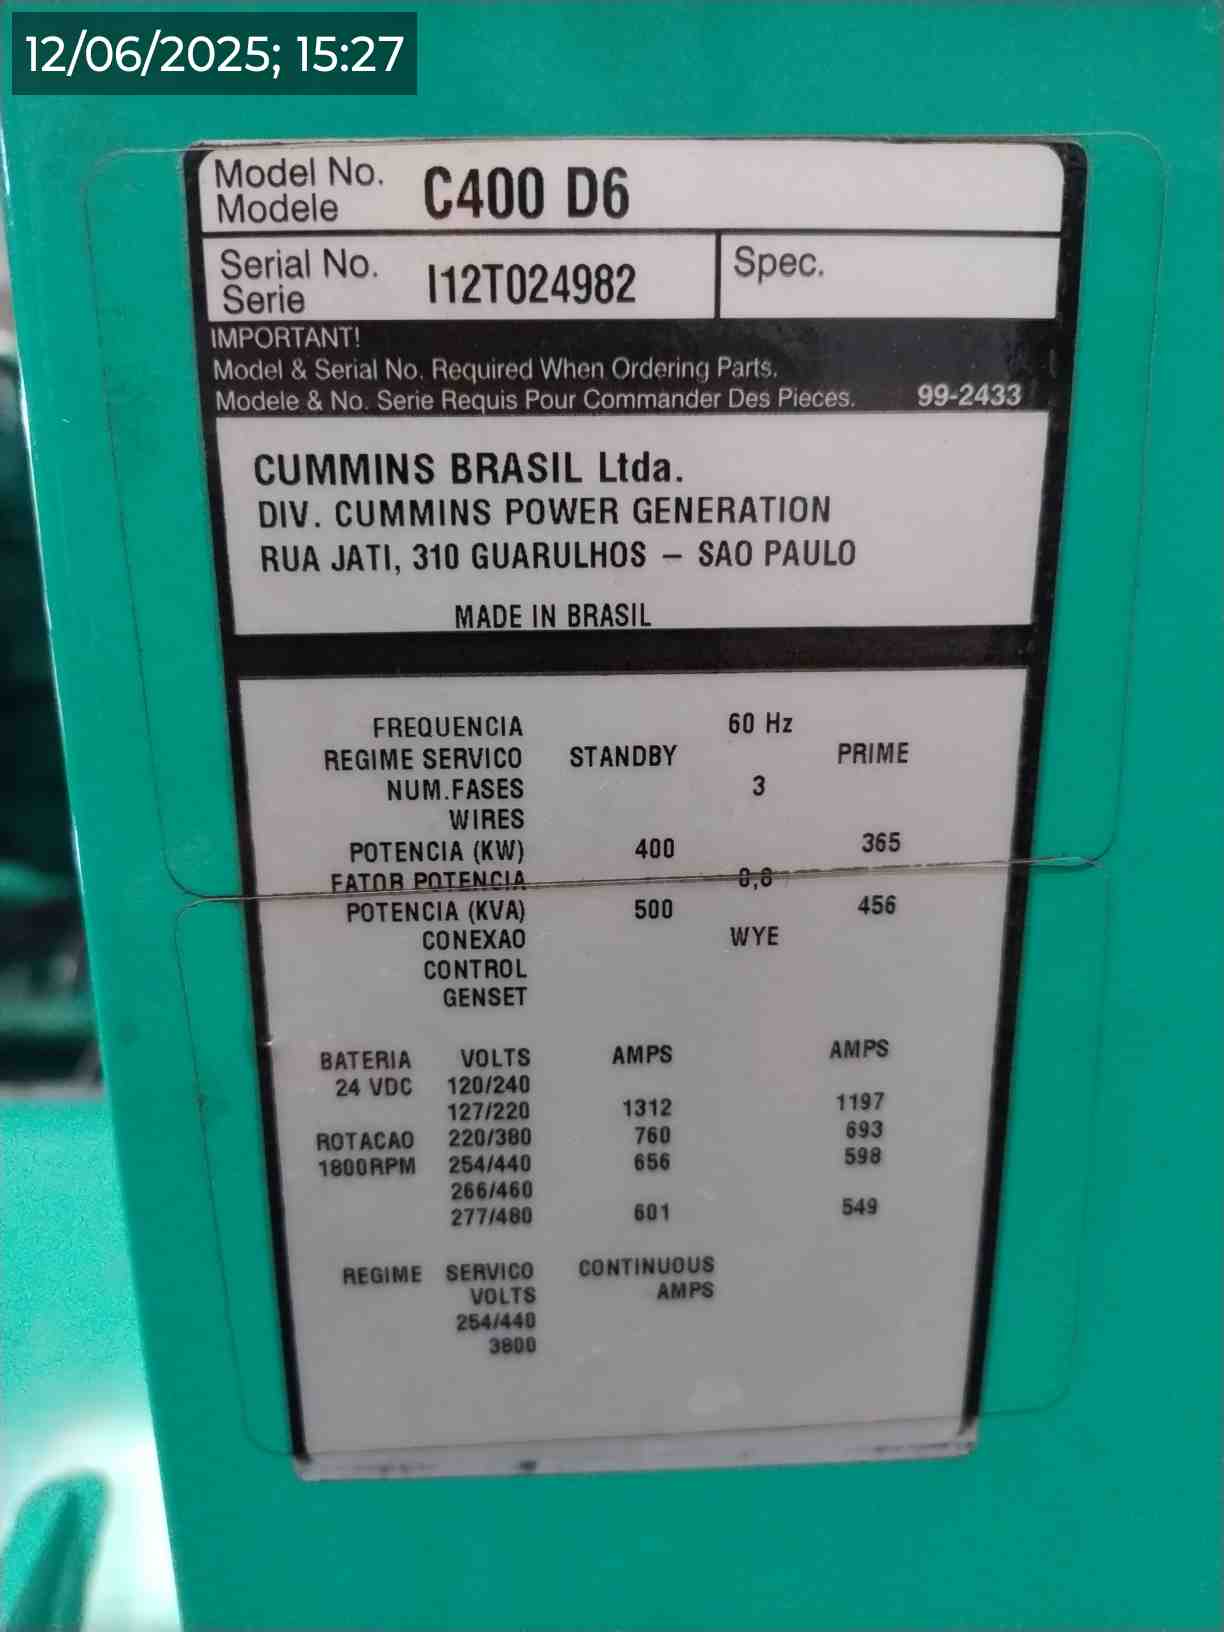 12/06/2025; 15:27
Model No. C400 D6
Modele
Serial No. I12T024982 Spec.
Serie
IMPORTANT!
Model & Serial No. Required When Ordering Parts.
Modele & No. Serie Requis Pour Commander Des Pieces. 99-2433
CUMMINS BRASIL Ltda.
DIV. CUMMINS POWER GENERATION
RUA JATI, 310 GUARULHOS – SAO PAULO
MADE IN BRASIL
FREQUENCIA 60 Hz
REGIME SERVICO STANDBY PRIME
NUM.FASES 3
WIRES
POTENCIA (KW) 400 365
FATOR POTENCIA 0,8
POTENCIA (KVA) 500 456
CONEXAO WYE
CONTROL
GENSET
BATERIA VOLTS AMPS AMPS
24 VDC 120/240
127/220 1312 1197
ROTACAO 220/380 760 693
1800RPM 254/440 656 598
266/460
277/480 601 549
REGIME SERVICO CONTINUOUS
VOLTS AMPS
254/440
3800